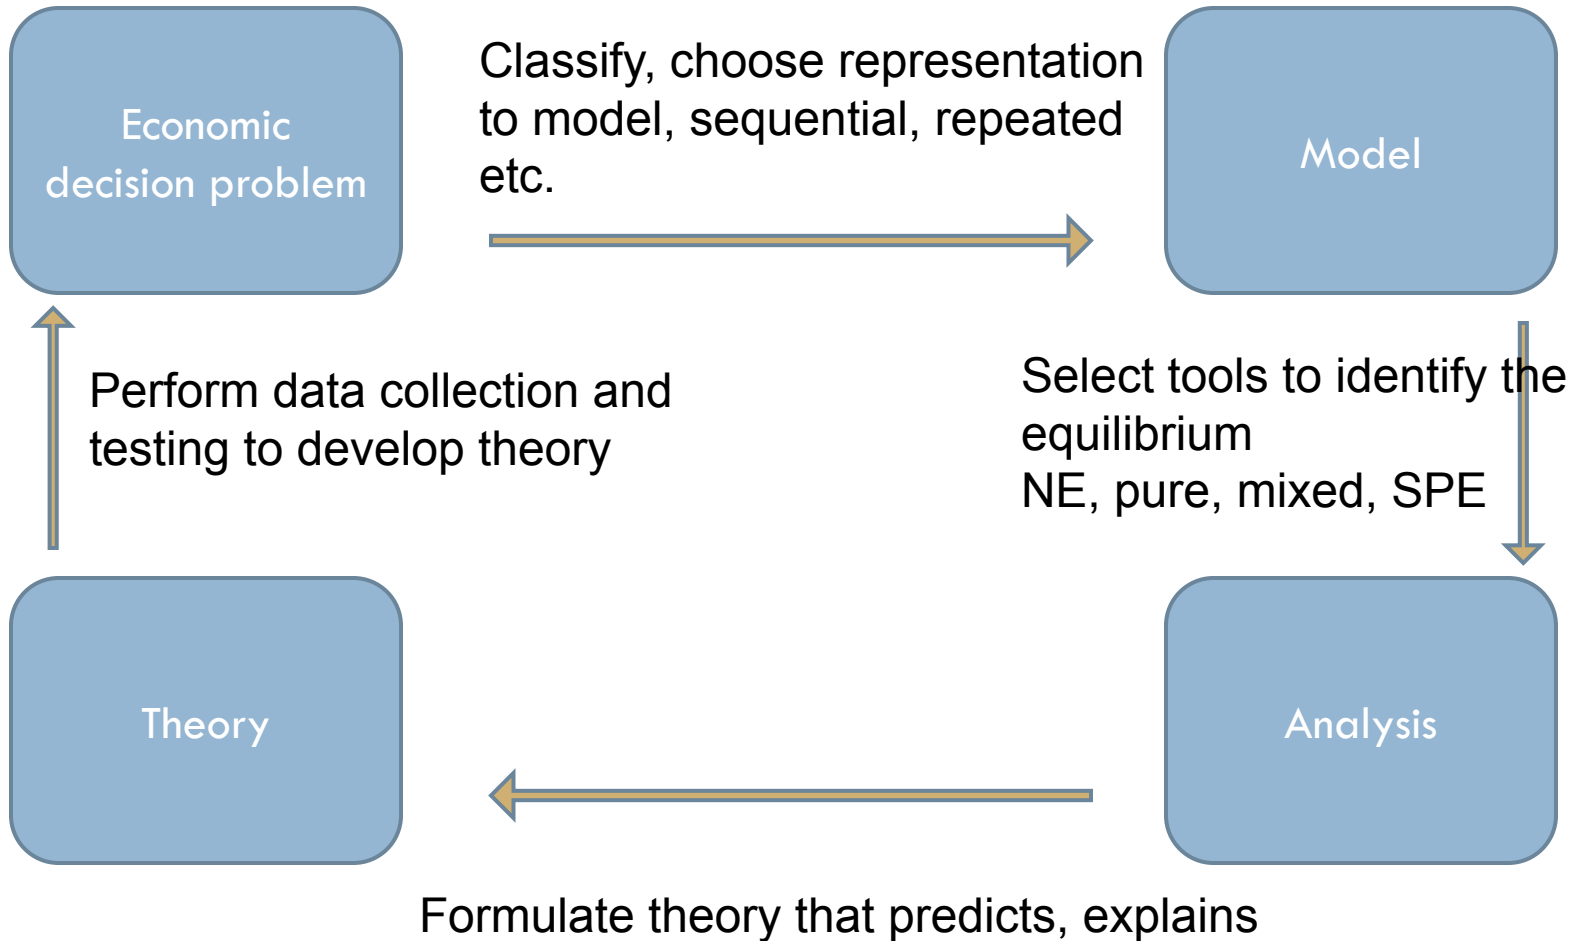 Economic
decision problem
Classify, choose representation
to model, sequential, repeated
etc.
Model
Perform data collection and
testing to develop theory
Select tools to identify the
equilibrium
NE, pure, mixed, SPE
Theory
Analysis
Formulate theory that predicts, explains